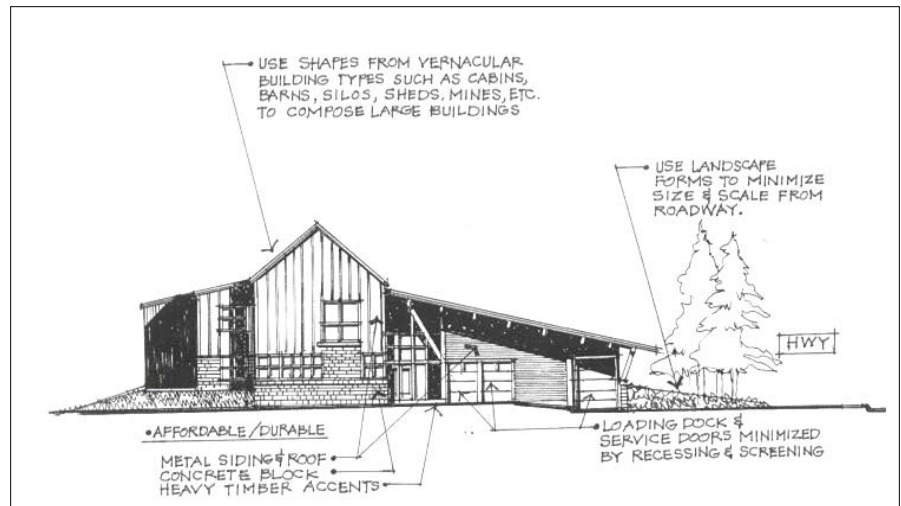 • USE SHAPES FROM VERNACULAR
BUILDING TYPES SUCH AS CABINS,
BARNS, SILOS, SHEDS, MINES, ETC.
TO COMPOSE LARGE BUILDINGS
• USE LANDSCAPE
FORMS TO MINIMIZE
SIZE & SCALE FROM
ROADWAY.
HWY
• AFFORDABLE/DURABLE
METAL SIDING & ROOF •
CONCRETE BLOCK •
HEAVY TIMBER ACCENTS •
• LOADING DOCK &
SERVICE DOORS MINIMIZED
BY RECESSING & SCREENING